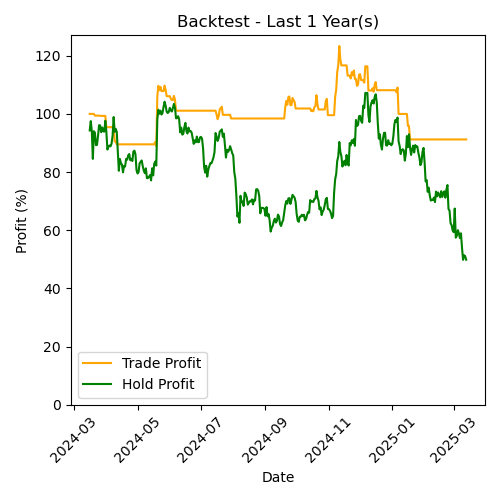 Backtest - Last 1 Year(s)
Profit (%)
120
100
80
60
40
20
0
Trade Profit
Hold Profit
2024-03
2024-05
2024-07
2024-09
2024-11
2025-01
2025-03
Date